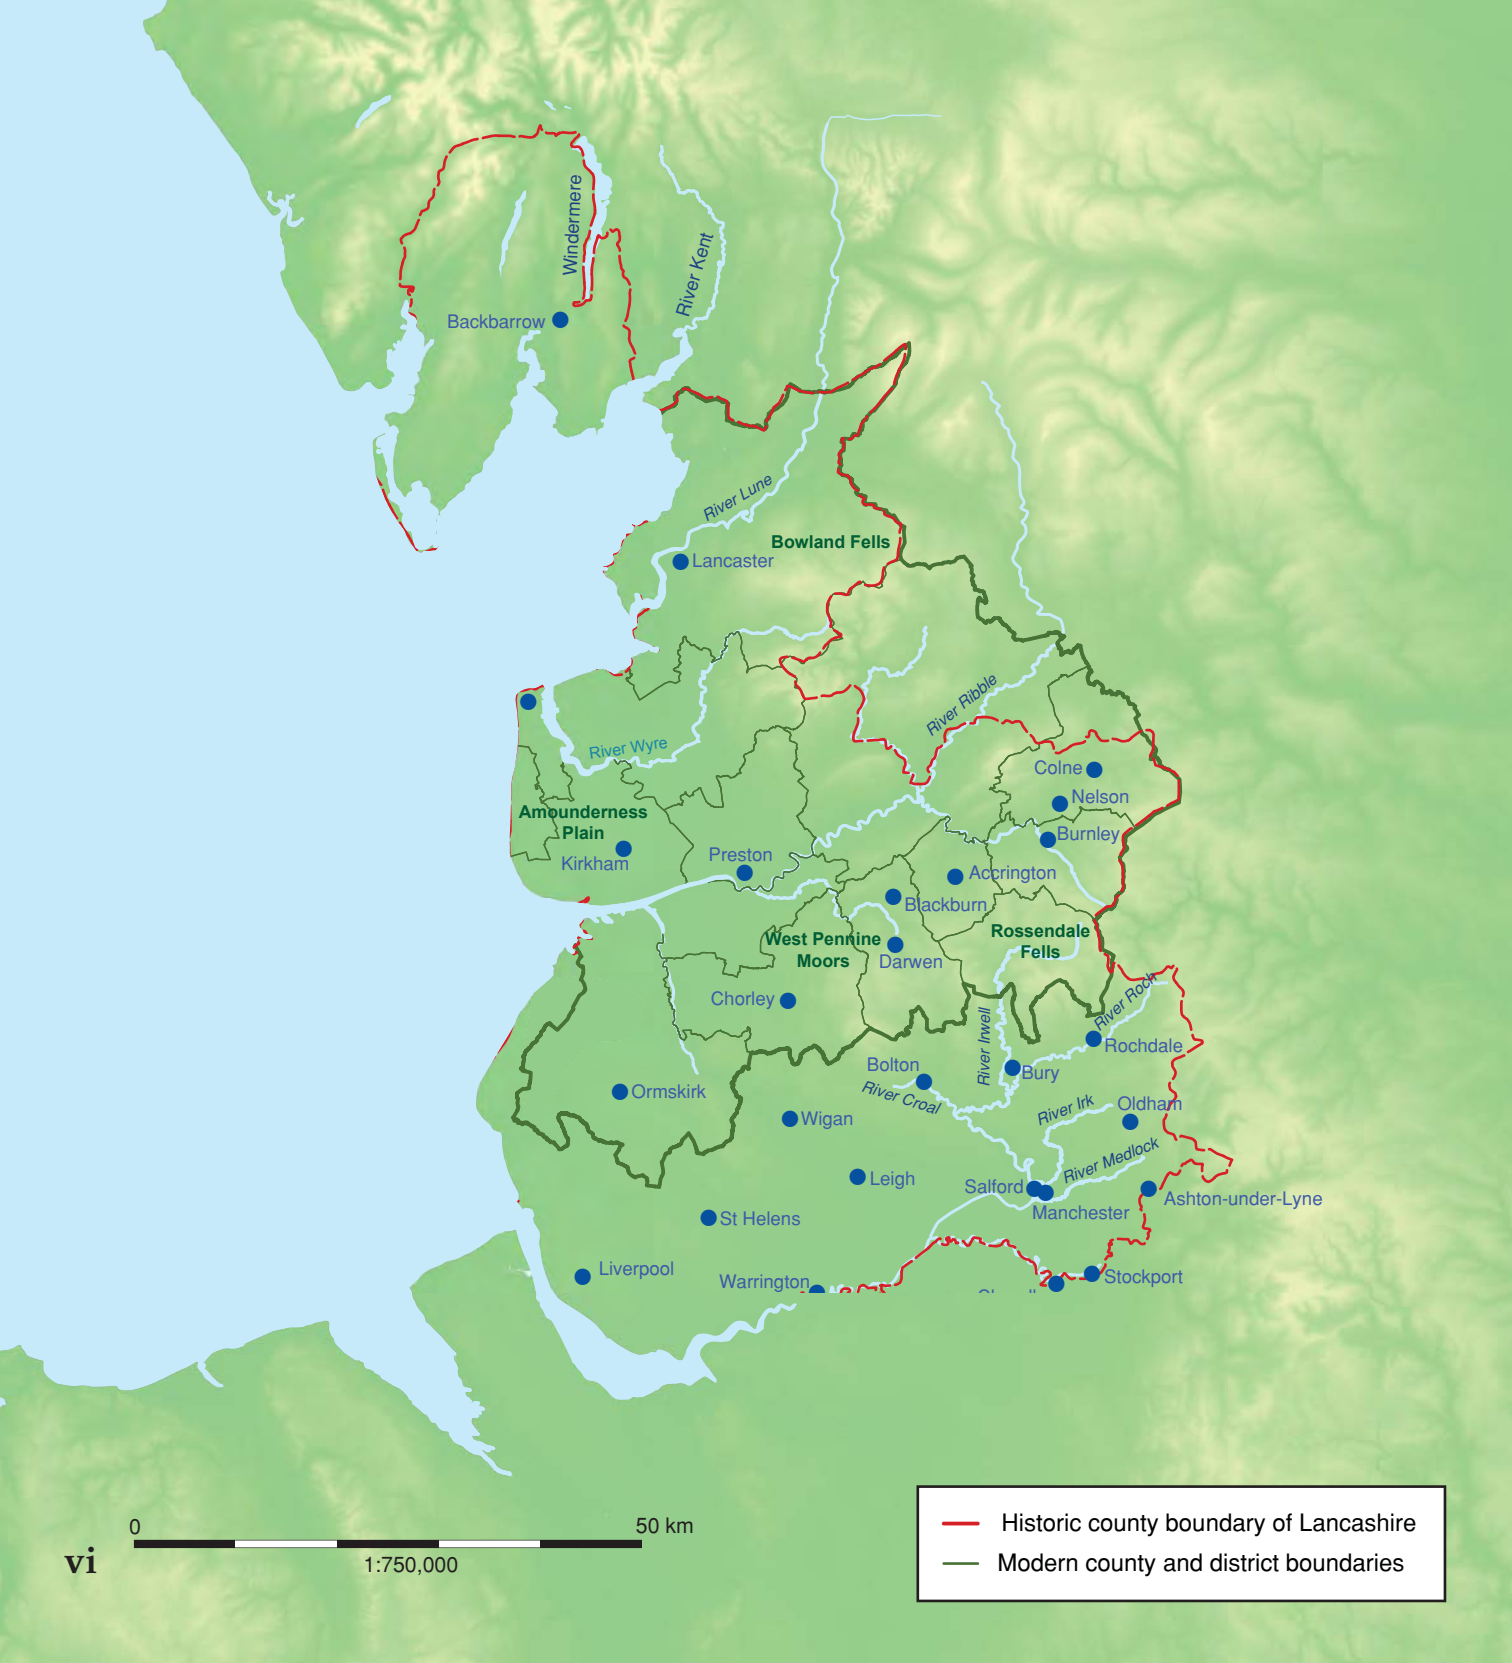 Windermere
River Kent
Backbarrow
River Lune
Bowland Fells
Lancaster
River Ribble
River Wyre
Colne
Nelson
Amounderness
Plain
Burnley
Kirkham
Preston
Accrington
Blackburn
West Pennine
Moors
Rossendale
Fells
Darwen
Chorley
River Roch
River Irwell
Rochdale
Bolton
Bury
River Croal
Ormskirk
River Irk
Oldham
Wigan
River Medlock
Leigh
Salford
Ashton-under-Lyne
Manchester
St Helens
Liverpool
Warrington
Stockport
0
50 km
1:750,000
vi
Historic county boundary of Lancashire
Modern county and district boundaries